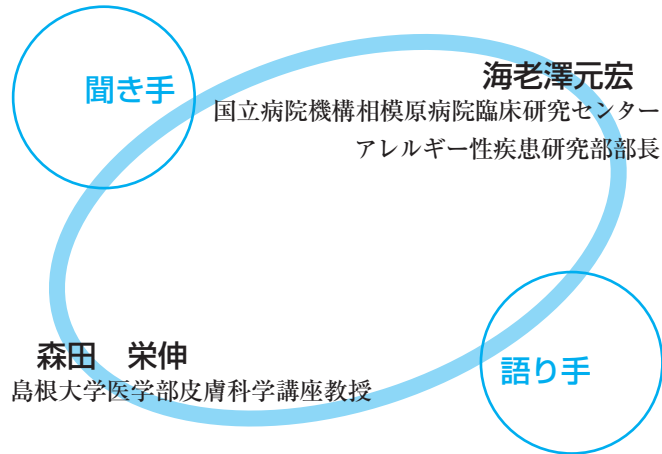 聞き手
海老澤元宏
国立病院機構相模原病院臨床研究センター
アレルギー性疾患研究部部長
森田　栄伸
島根大学医学部皮膚科学講座教授
語り手